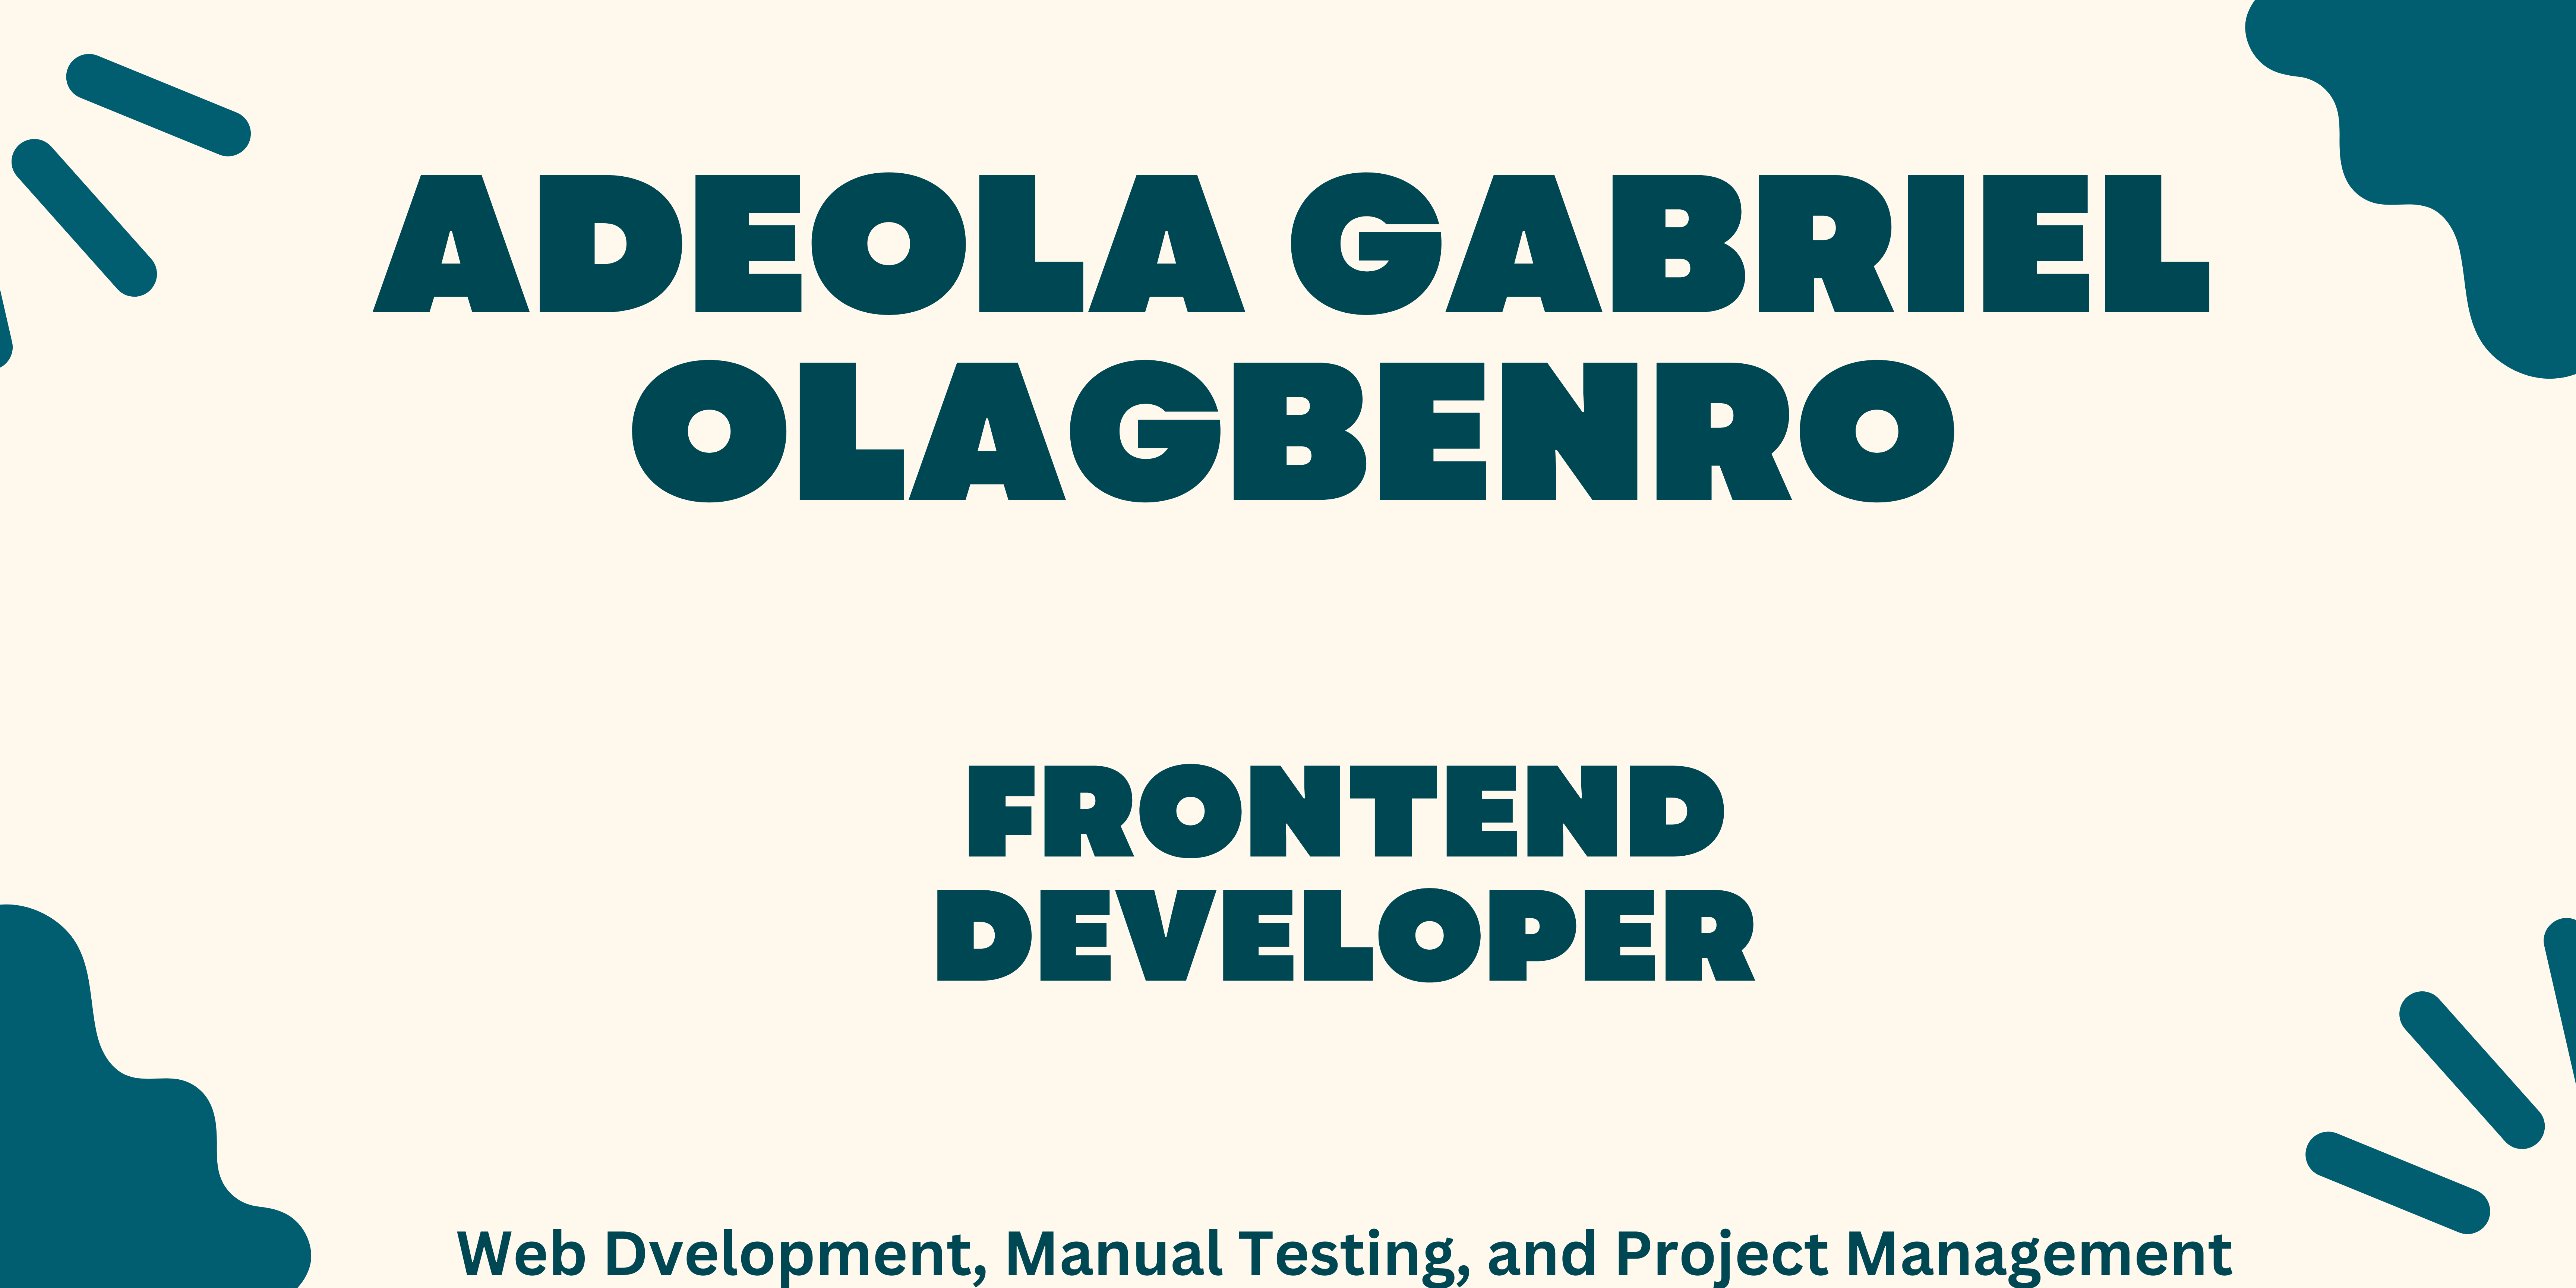 ADEOLA GABRIEL
OLAGBENRO
FRONTEND
DEVELOPER
Web Dvelopment, Manual Testing, and Project Management